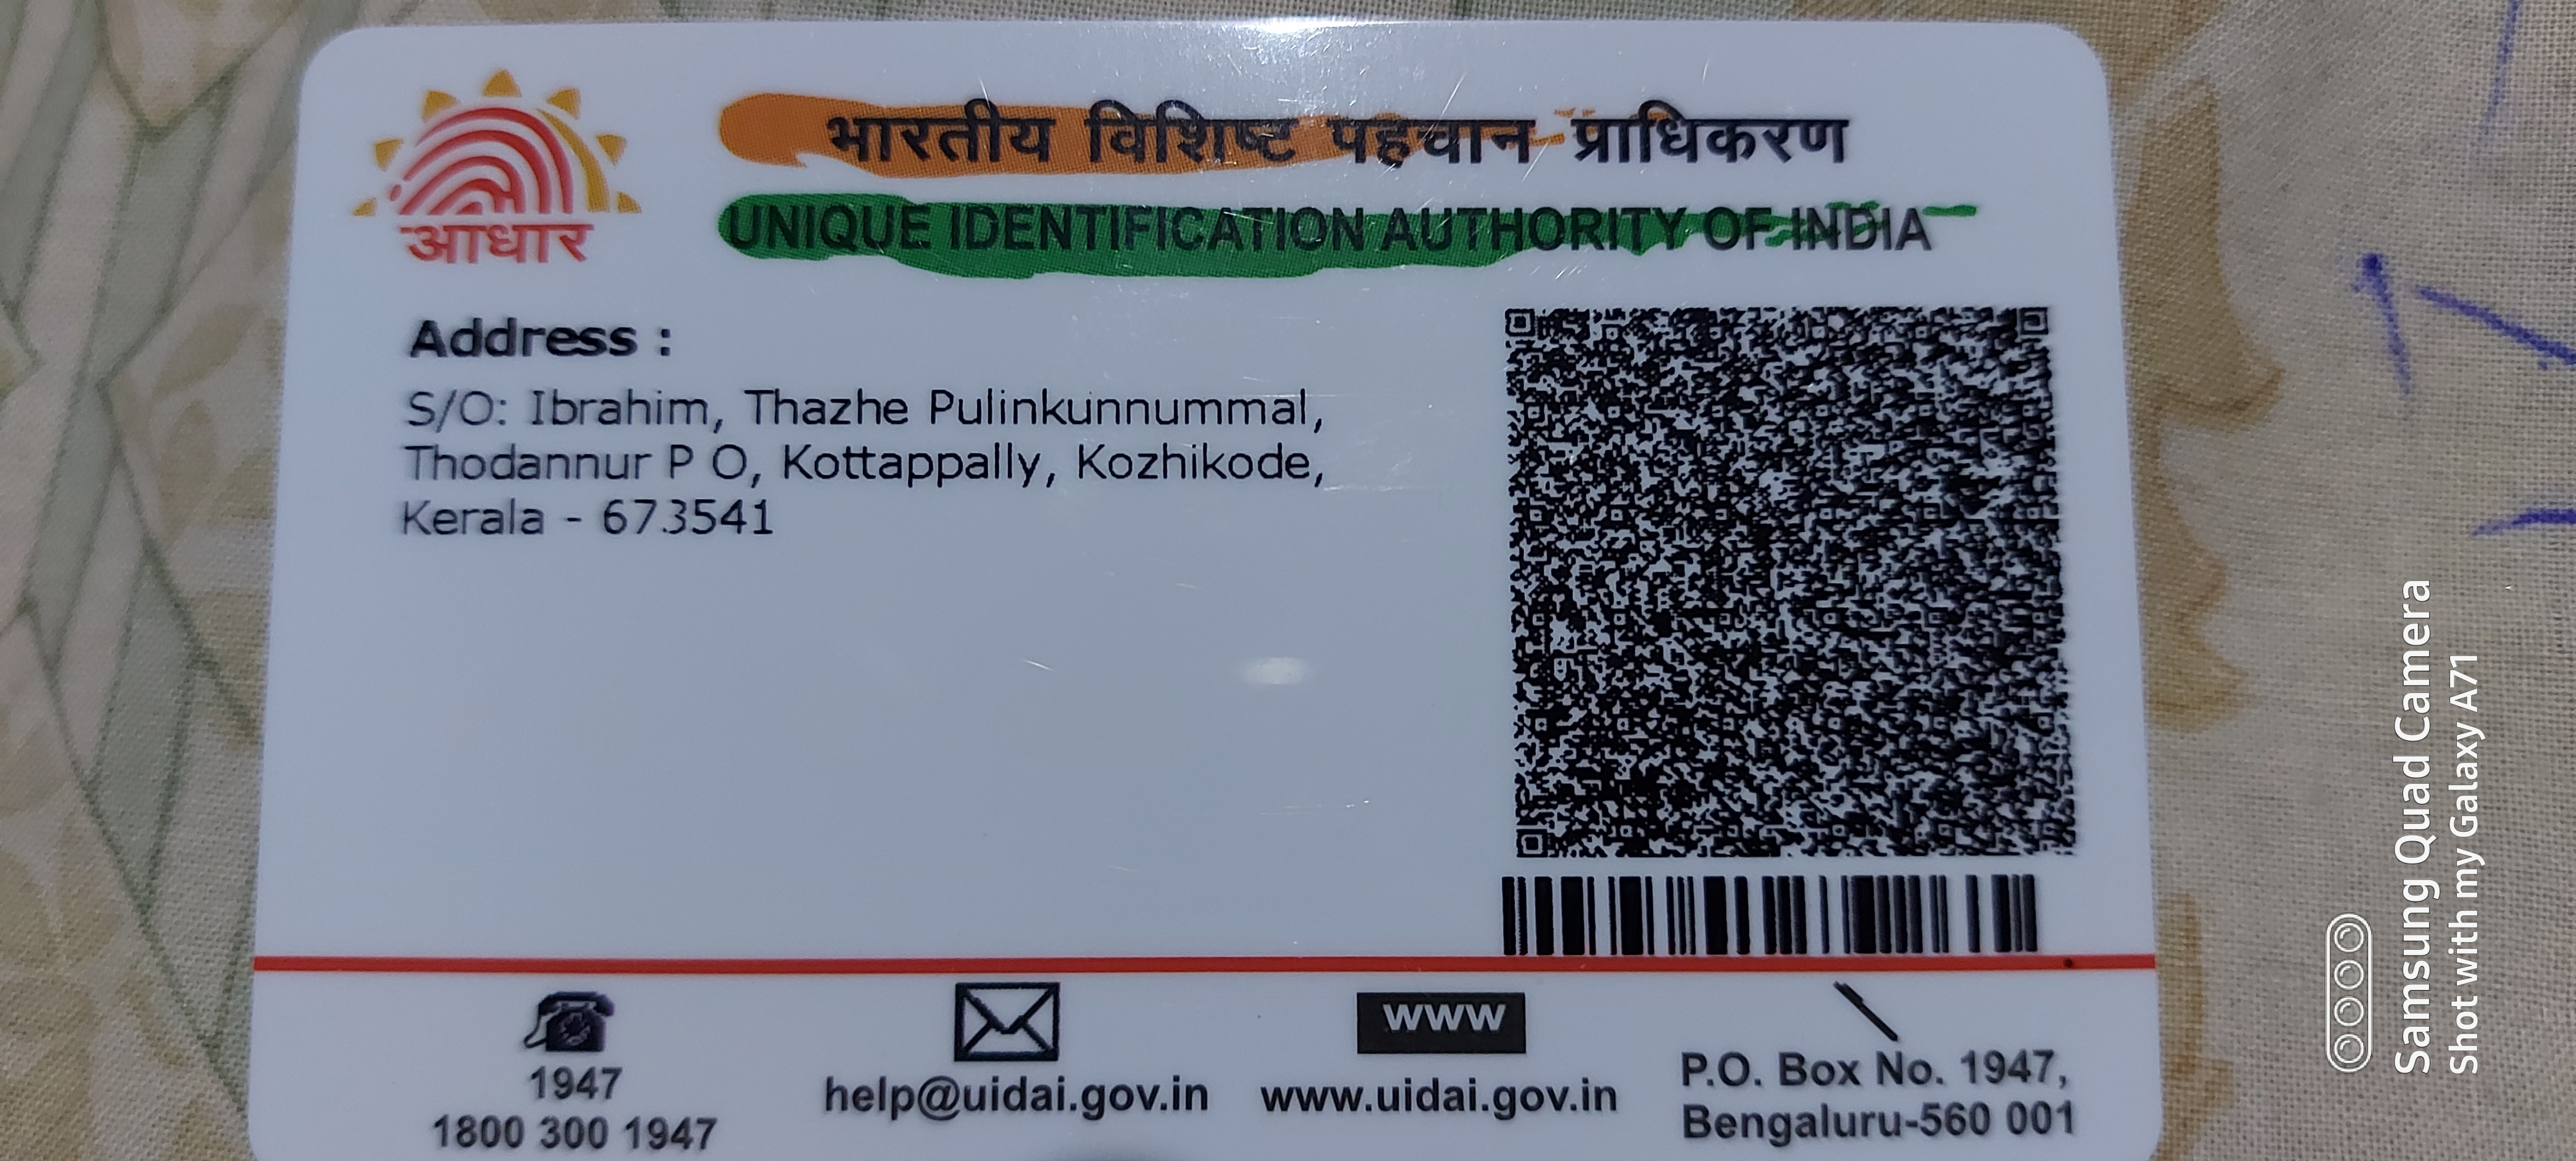 भारतीय विशिष्ट पहचान प्राधिकरण
UNIQUE IDENTIFICATION AUTHORITY OF INDIA
आधार
Address :
S/O: Ibrahim, Thazhe Pulinkunnummal,
Thodannur P O, Kottappally, Kozhikode,
Kerala - 673541
1947
1800 300 1947
help@uidai.gov.in
www
www.uidai.gov.in
P.O. Box No. 1947,
Bengaluru-560 001
Samsung Quad Camera
Shot with my Galaxy A71